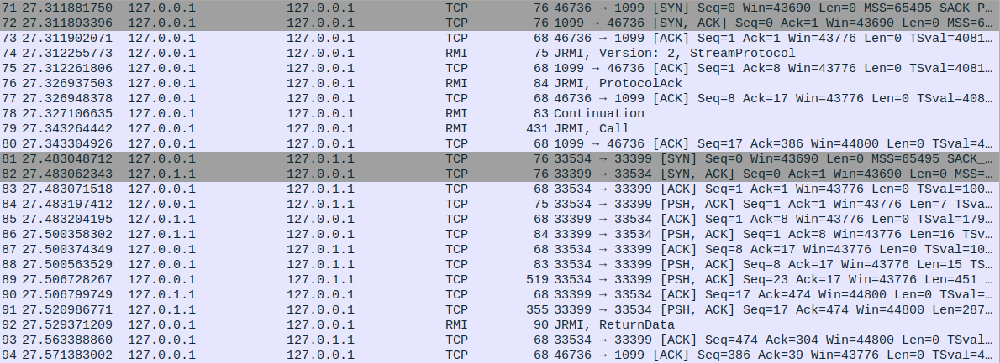 71 27.311881750 127.0.0.1 127.0.0.1 TCP 76 46736 → 1099 [SYN] Seq=0 Win=43690 Len=0 MSS=65495 SACK_P…
72 27.311893396 127.0.0.1 127.0.0.1 TCP 76 1099 → 46736 [SYN, ACK] Seq=0 Ack=1 Win=43690 Len=0 MSS=6…
73 27.311902071 127.0.0.1 127.0.0.1 TCP 68 46736 → 1099 [ACK] Seq=1 Ack=1 Win=43776 Len=0 TSval=4081…
74 27.312255773 127.0.0.1 127.0.0.1 RMI 75 JRMI, Version: 2, StreamProtocol
75 27.312261806 127.0.0.1 127.0.0.1 TCP 68 1099 → 46736 [ACK] Seq=1 Ack=8 Win=43776 Len=0 TSval=4081…
76 27.326937503 127.0.0.1 127.0.0.1 RMI 84 JRMI, ProtocolAck
77 27.326948378 127.0.0.1 127.0.0.1 TCP 68 46736 → 1099 [ACK] Seq=8 Ack=17 Win=43776 Len=0 TSval=408…
78 27.327106635 127.0.0.1 127.0.0.1 RMI 83 Continuation
79 27.343264442 127.0.0.1 127.0.0.1 RMI 431 JRMI, Call
80 27.343304926 127.0.0.1 127.0.0.1 TCP 68 1099 → 46736 [ACK] Seq=17 Ack=386 Win=44800 Len=0 TSval=4…
81 27.483048712 127.0.0.1 127.0.1.1 TCP 76 33534 → 33399 [SYN] Seq=0 Win=43690 Len=0 MSS=65495 SACK_…
82 27.483062343 127.0.1.1 127.0.0.1 TCP 76 33399 → 33534 [SYN, ACK] Seq=0 Ack=1 Win=43690 Len=0 MSS=…
83 27.483071518 127.0.0.1 127.0.1.1 TCP 68 33534 → 33399 [ACK] Seq=1 Ack=1 Win=43776 Len=0 TSval=100…
84 27.483197412 127.0.0.1 127.0.1.1 TCP 75 33534 → 33399 [PSH, ACK] Seq=1 Ack=1 Win=43776 Len=7 TSva…
85 27.483204195 127.0.1.1 127.0.0.1 TCP 68 33399 → 33534 [ACK] Seq=1 Ack=8 Win=43776 Len=0 TSval=179…
86 27.500358302 127.0.1.1 127.0.0.1 TCP 84 33399 → 33534 [PSH, ACK] Seq=1 Ack=8 Win=43776 Len=16 TSv…
87 27.500374349 127.0.0.1 127.0.1.1 TCP 68 33534 → 33399 [ACK] Seq=8 Ack=17 Win=43776 Len=0 TSval=10…
88 27.500563529 127.0.0.1 127.0.1.1 TCP 83 33534 → 33399 [PSH, ACK] Seq=8 Ack=17 Win=43776 Len=15 TS…
89 27.506728267 127.0.0.1 127.0.1.1 TCP 519 33534 → 33399 [PSH, ACK] Seq=23 Ack=17 Win=43776 Len=451 …
90 27.506799749 127.0.1.1 127.0.0.1 TCP 68 33399 → 33534 [ACK] Seq=17 Ack=474 Win=44800 Len=0 TSval=…
91 27.520986771 127.0.1.1 127.0.0.1 TCP 355 33399 → 33534 [PSH, ACK] Seq=17 Ack=474 Win=44800 Len=287…
92 27.529371209 127.0.0.1 127.0.0.1 RMI 90 JRMI, ReturnData
93 27.563388860 127.0.0.1 127.0.1.1 TCP 68 33534 → 33399 [ACK] Seq=474 Ack=304 Win=44800 Len=0 TSval…
94 27.571383002 127.0.0.1 127.0.0.1 TCP 68 46736 → 1099 [ACK] Seq=386 Ack=39 Win=43776 Len=0 TSval=4…